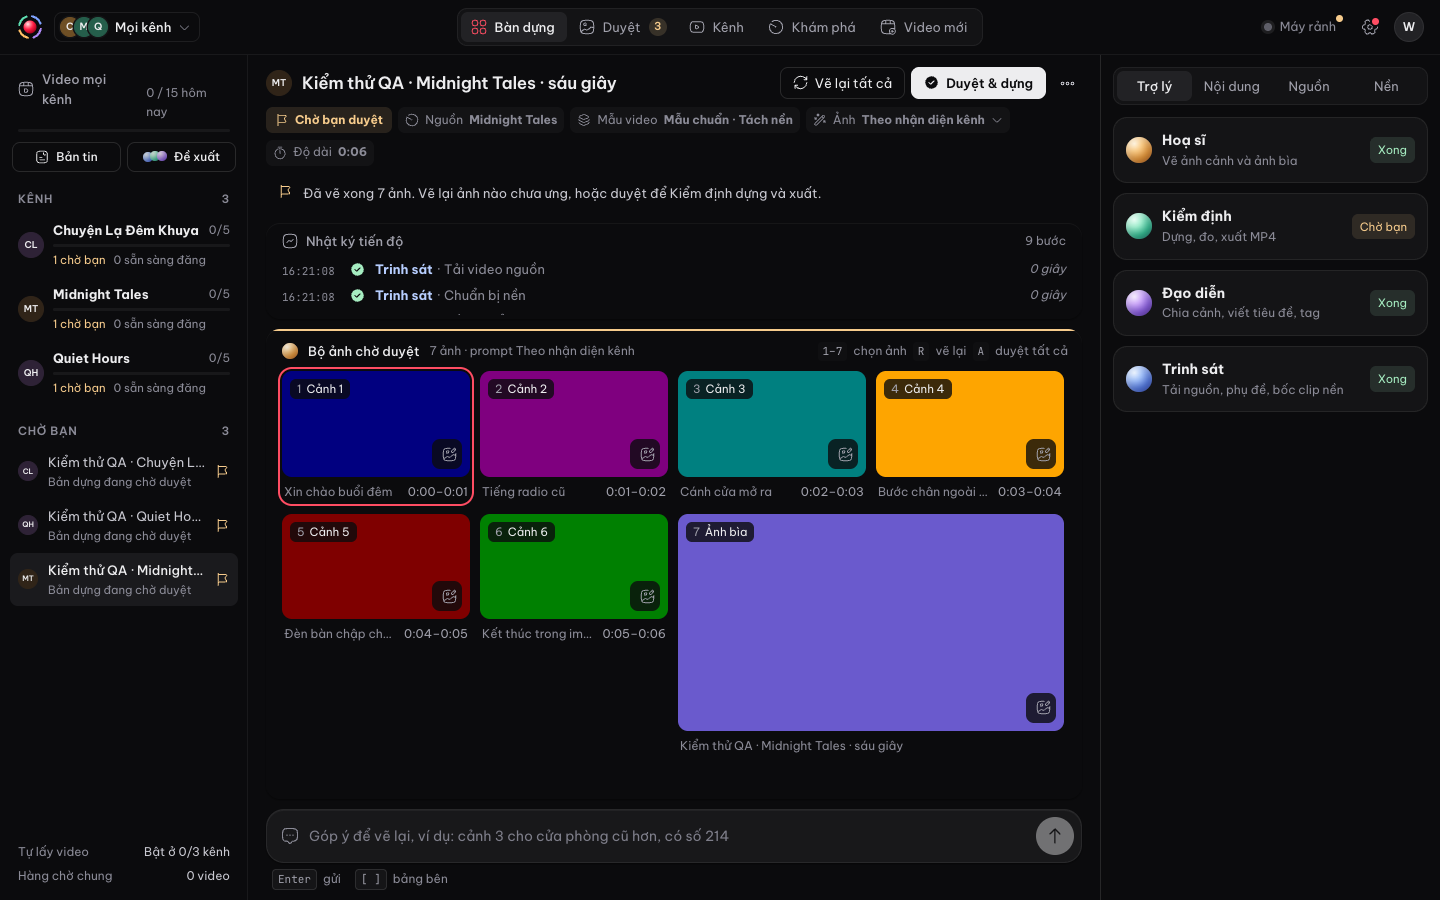 C M Q Mọi kênh
Bàn dựng
Duyệt 3
Kênh
Khám phá
Video mới
Máy rảnh
W
Video mọi kênh
0 / 15 hôm nay
Bản tin
Đề xuất
KÊNH 3
CL Chuyện Lạ Đêm Khuya 0/5
1 chờ bạn 0 sẵn sàng đăng
MT Midnight Tales 0/5
1 chờ bạn 0 sẵn sàng đăng
QH Quiet Hours 0/5
1 chờ bạn 0 sẵn sàng đăng
CHỜ BẠN 3
CL Kiểm thử QA · Chuyện L...
Bản dựng đang chờ duyệt
QH Kiểm thử QA · Quiet Ho...
Bản dựng đang chờ duyệt
MT Kiểm thử QA · Midnight...
Bản dựng đang chờ duyệt
Tự lấy video Bật ở 0/3 kênh
Hàng chờ chung 0 video
MT Kiểm thử QA · Midnight Tales · sáu giây
Vẽ lại tất cả
Duyệt & dựng
Chờ bạn duyệt
Nguồn Midnight Tales
Mẫu video Mẫu chuẩn · Tách nền
Ảnh Theo nhận diện kênh
Độ dài 0:06
Đã vẽ xong 7 ảnh. Vẽ lại ảnh nào chưa ưng, hoặc duyệt để Kiểm định dựng và xuất.
Nhật ký tiến độ 9 bước
16:21:08 Trinh sát · Tải video nguồn 0 giây
16:21:08 Trinh sát · Chuẩn bị nền 0 giây
Bộ ảnh chờ duyệt 7 ảnh · prompt Theo nhận diện kênh
1–7 chọn ảnh R vẽ lại A duyệt tất cả
1 Cảnh 1
Xin chào buổi đêm 0:00–0:01
2 Cảnh 2
Tiếng radio cũ 0:01–0:02
3 Cảnh 3
Cánh cửa mở ra 0:02–0:03
4 Cảnh 4
Bước chân ngoài ... 0:03–0:04
5 Cảnh 5
Đèn bàn chập ch... 0:04–0:05
6 Cảnh 6
Kết thúc trong im... 0:05–0:06
7 Ảnh bìa
Kiểm thử QA · Midnight Tales · sáu giây
Góp ý để vẽ lại, ví dụ: cảnh 3 cho cửa phòng cũ hơn, có số 214
Enter gửi [ ] bảng bên
Trợ lý
Nội dung
Nguồn
Nền
Hoạ sĩ
Vẽ ảnh cảnh và ảnh bìa
Xong
Kiểm định
Dựng, đo, xuất MP4
Chờ bạn
Đạo diễn
Chia cảnh, viết tiêu đề, tag
Xong
Trinh sát
Tải nguồn, phụ đề, bốc clip nền
Xong